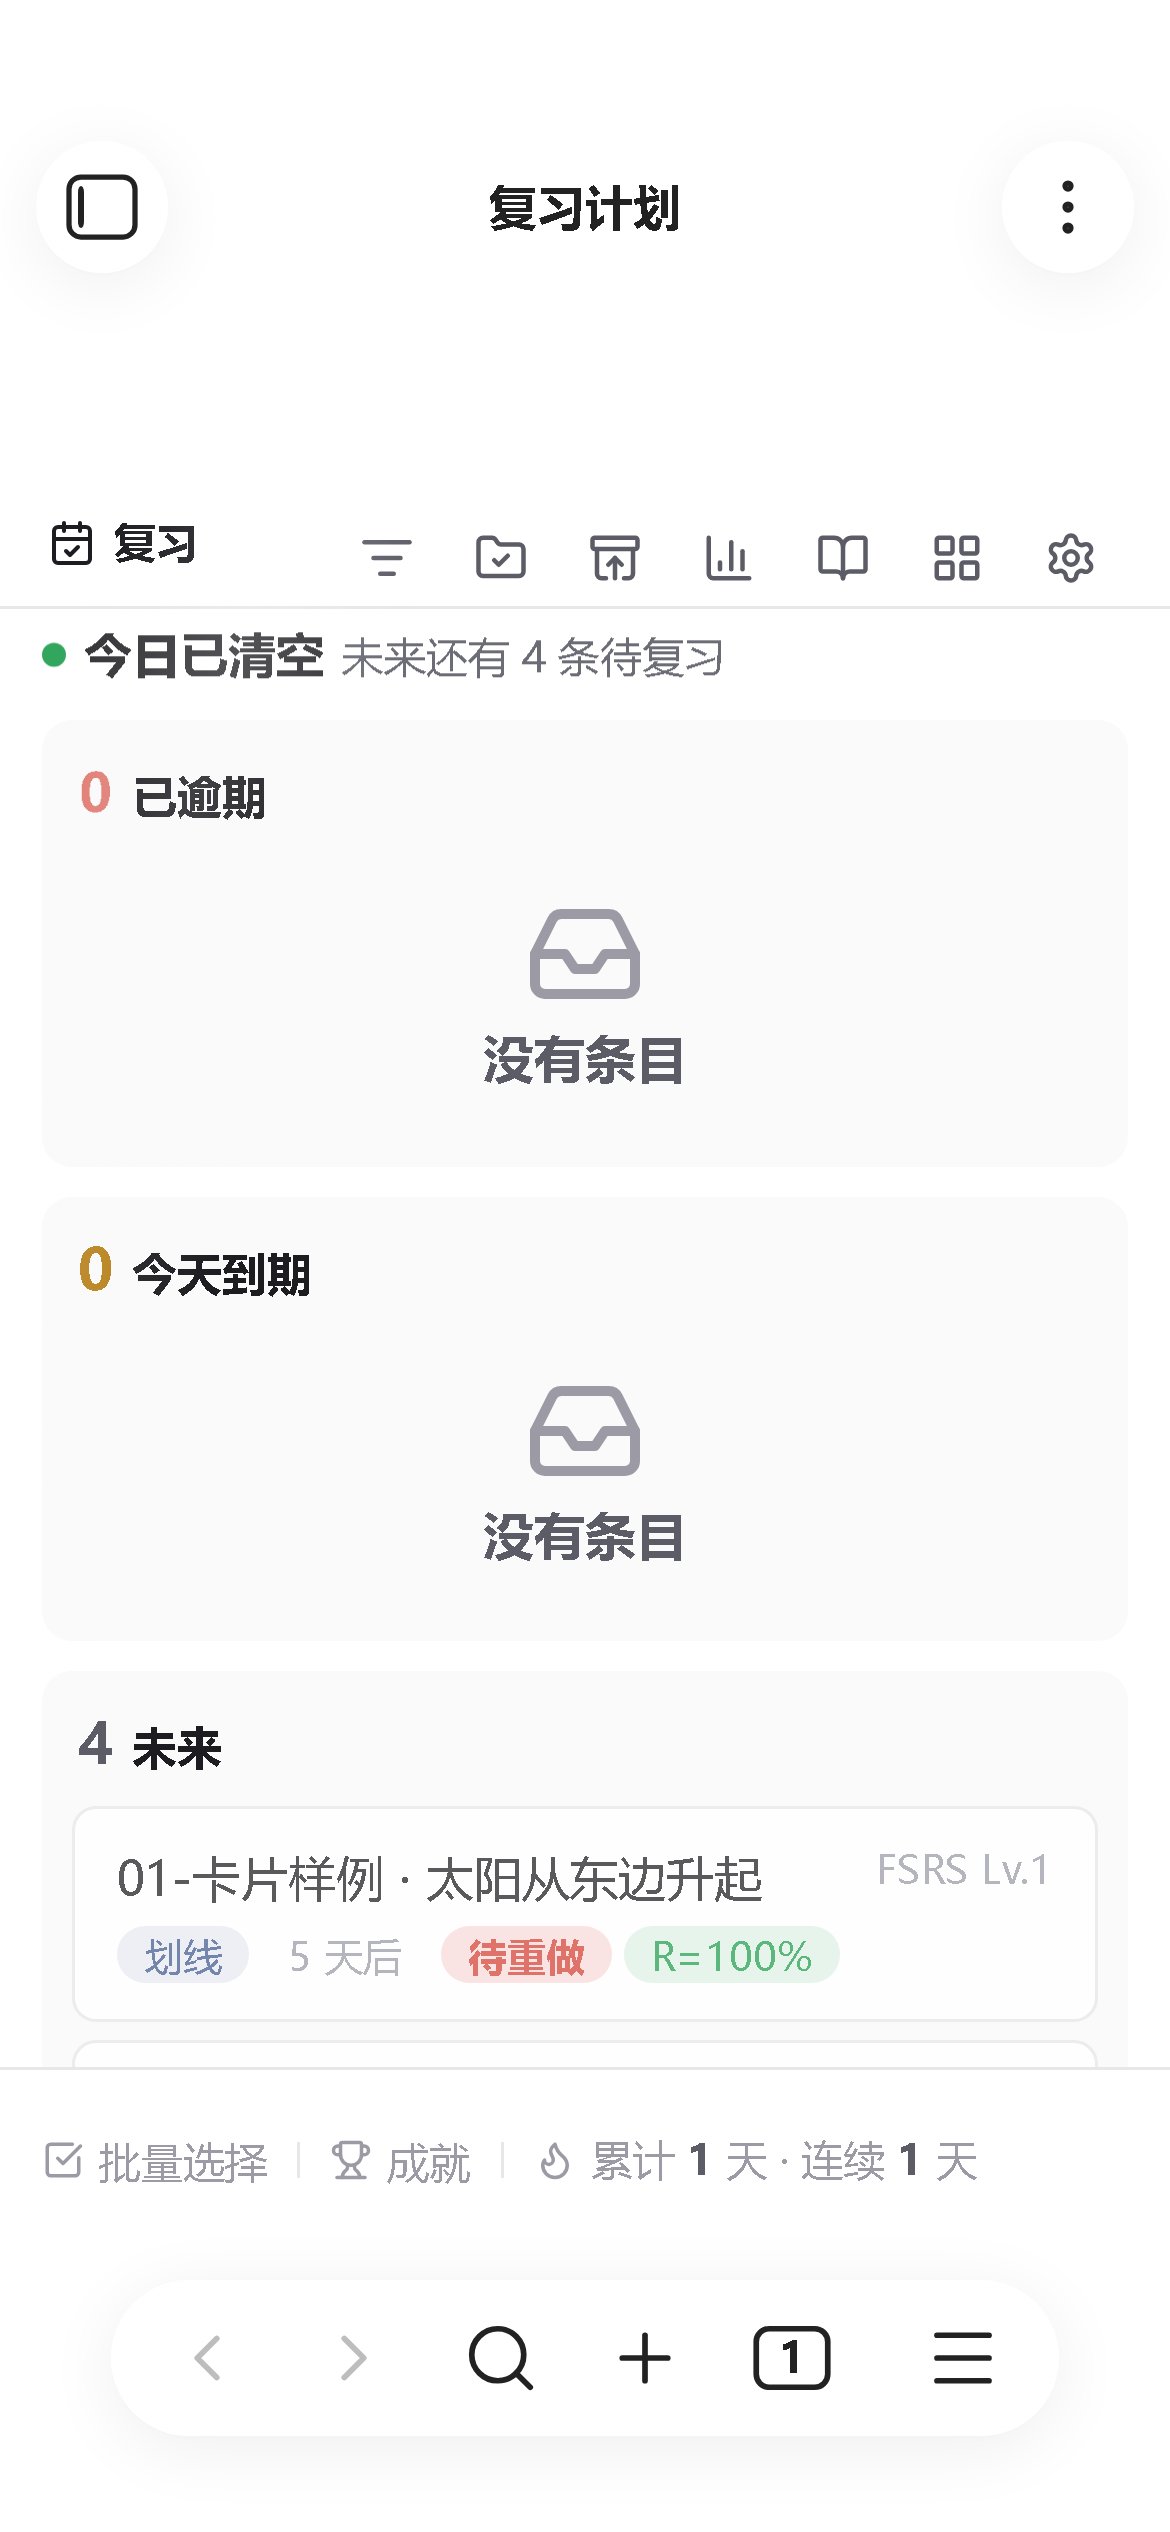 复习计划
复习
今日已清空 未来还有 4 条待复习
0 已逾期
没有条目
0 今天到期
没有条目
4 未来
01-卡片样例 · 太阳从东边升起 FSRS Lv.1
划线 5 天后 待重做 R=100%
批量选择 成就 累计 1 天 · 连续 1 天
1